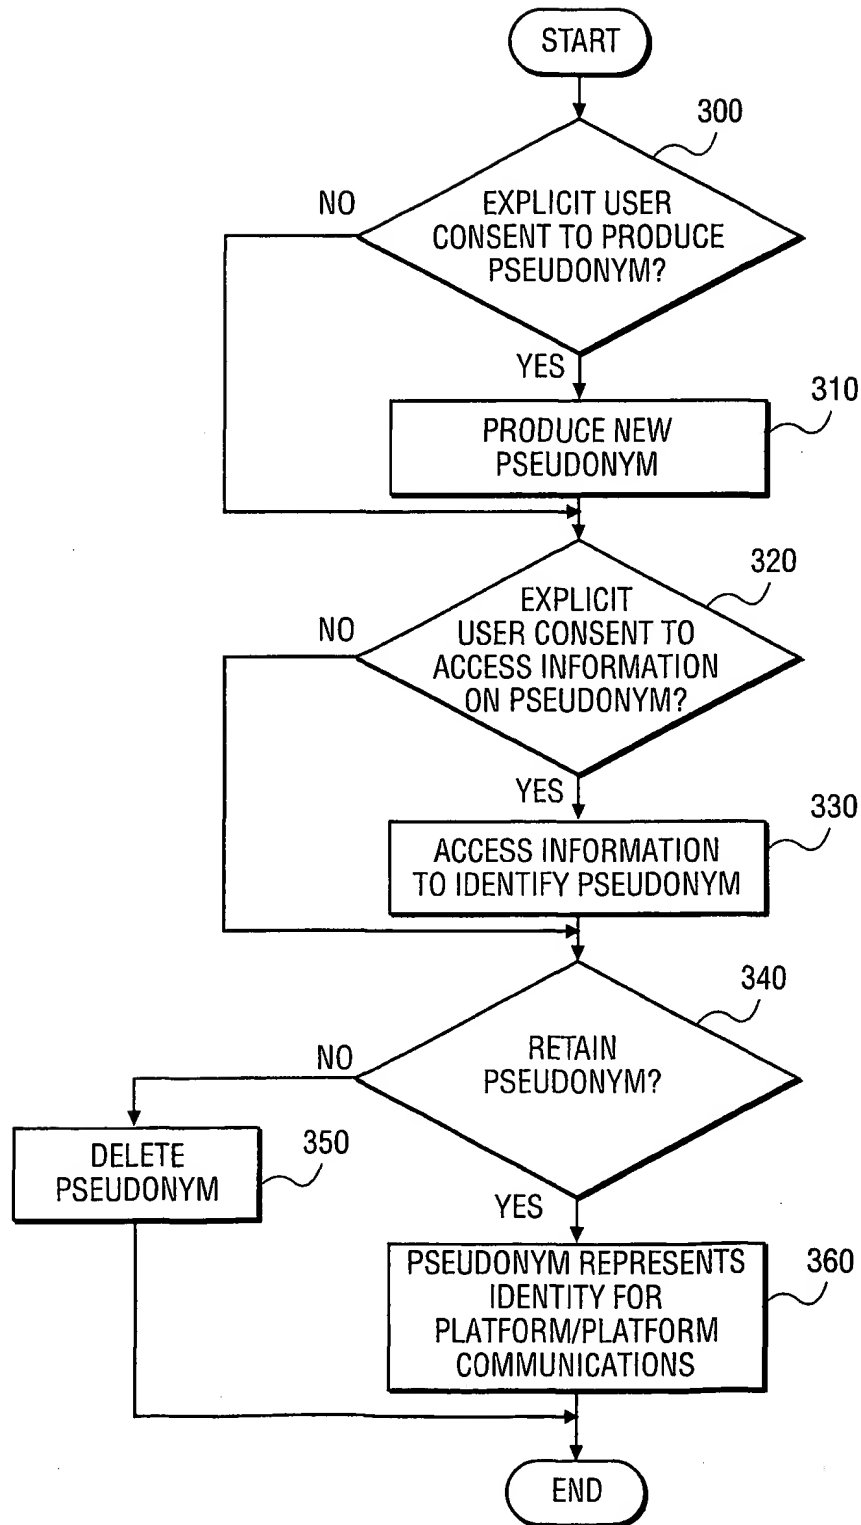 START
300
NO
EXPLICIT USER
CONSENT TO PRODUCE
PSEUDONYM?
YES
310
PRODUCE NEW
PSEUDONYM
320
NO
EXPLICIT
USER CONSENT TO
ACCESS INFORMATION
ON PSEUDONYM?
YES
330
ACCESS INFORMATION
TO IDENTIFY PSEUDONYM
340
NO
RETAIN
PSEUDONYM?
350
DELETE
PSEUDONYM
YES
360
PSEUDONYM REPRESENTS
IDENTITY FOR
PLATFORM/PLATFORM
COMMUNICATIONS
END